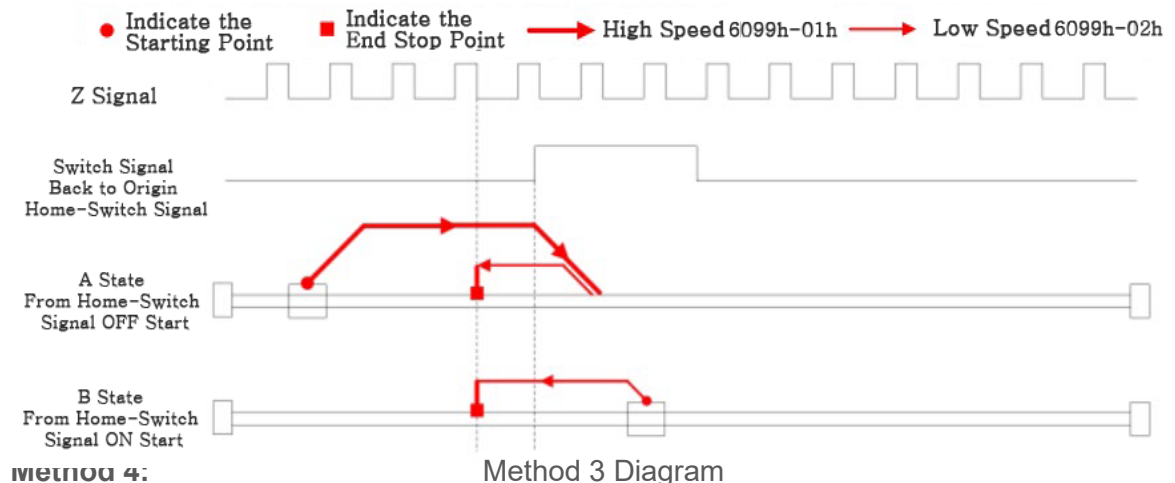 Indicate the
Starting Point
Indicate the
End Stop Point
High Speed 6099h-01h
Low Speed 6099h-02h
Z Signal
Switch Signal
Back to Origin
Home-Switch Signal
A State
From Home-Switch
Signal OFF Start
B State
From Home-Switch
Signal ON Start
Method 4:
Method 3 Diagram